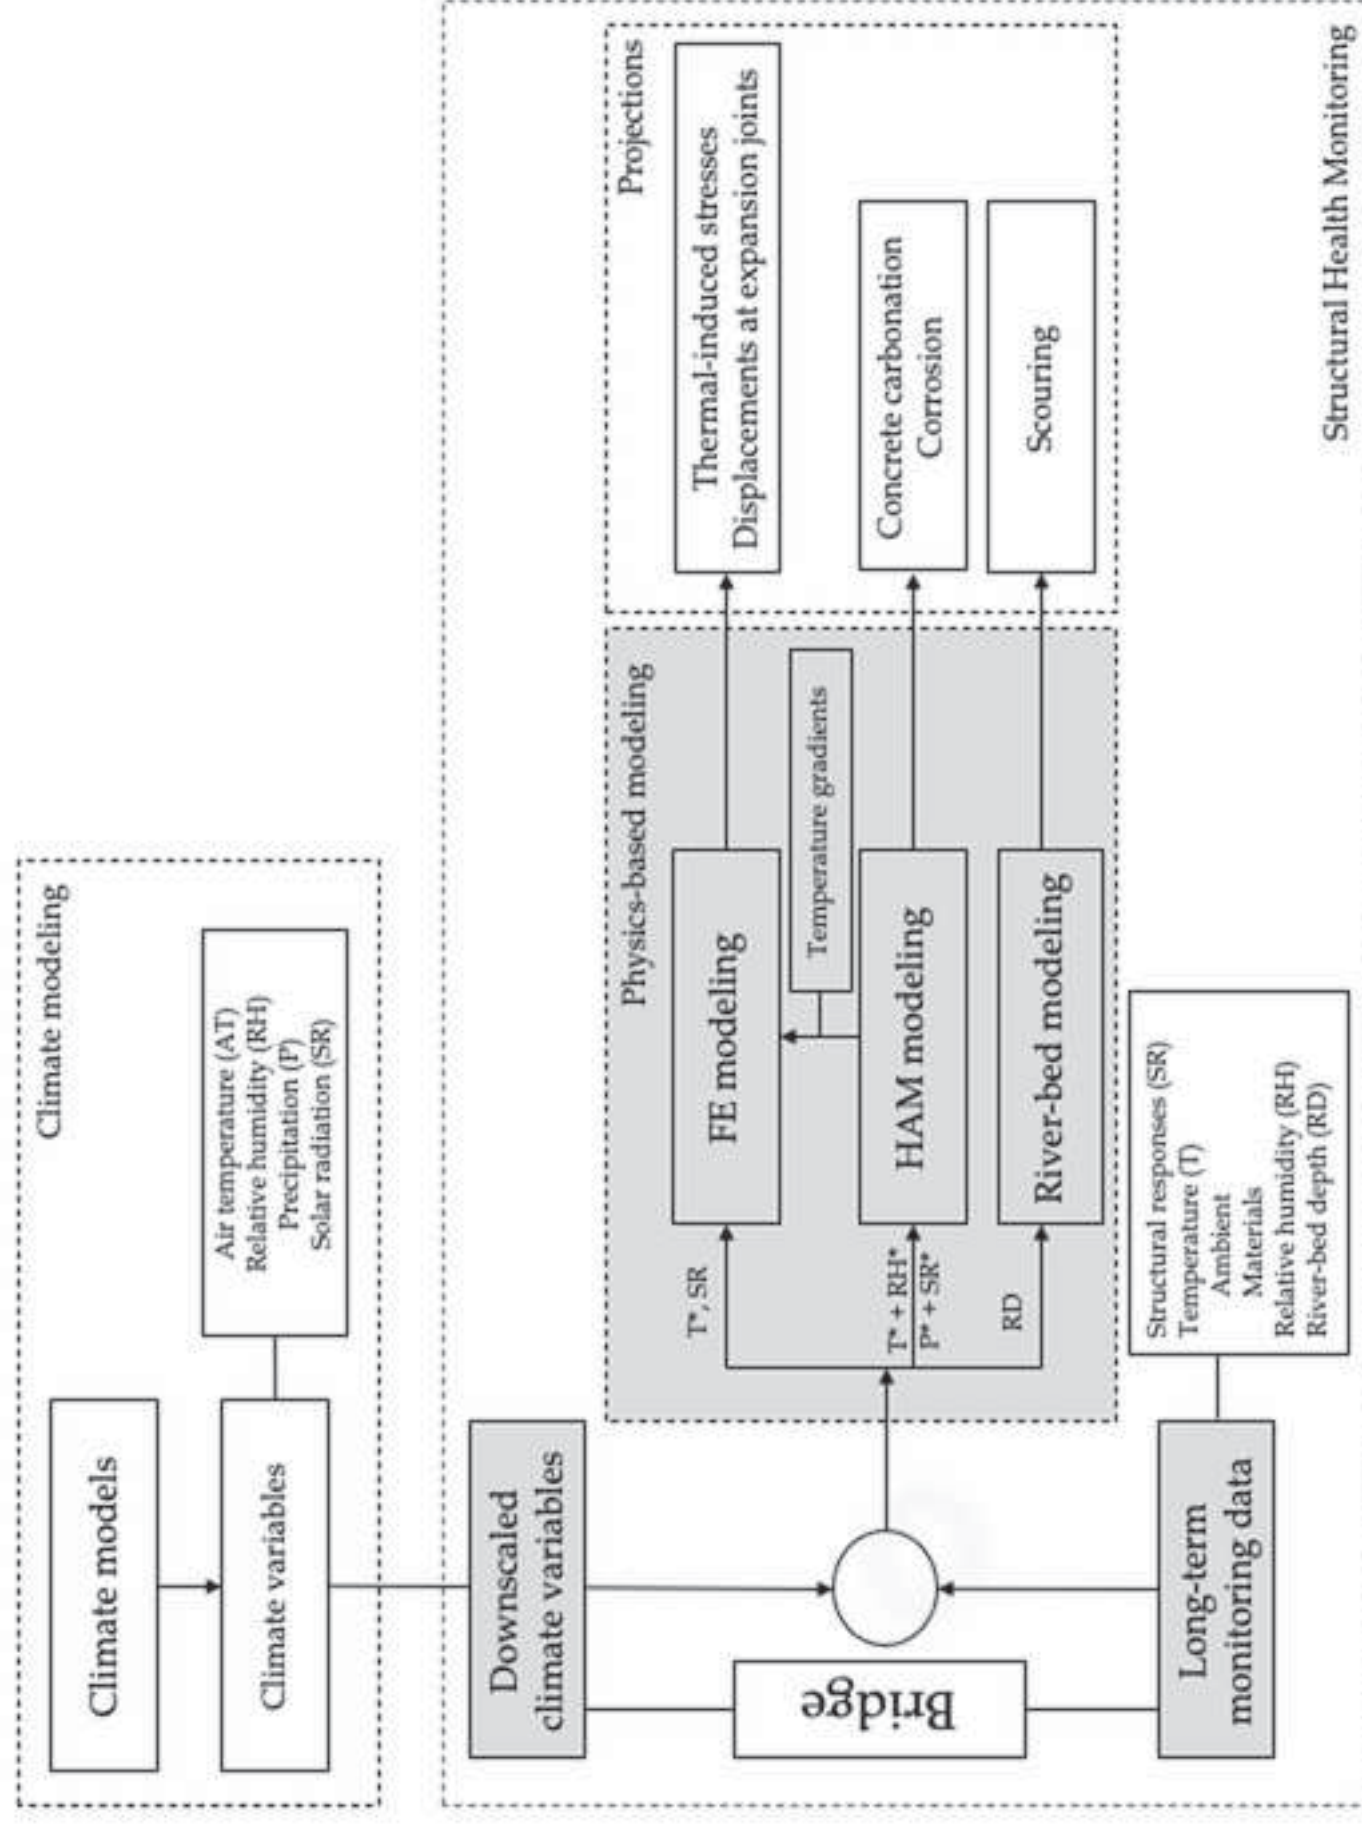 Climate modeling
Climate models
Climate variables
Air temperature (AT)
Relative humidity (RH)
Precipitation (P)
Solar radiation (SR)
Downscaled
climate variables
Bridge
Long-term
monitoring data
Structural responses (SR)
Temperature (T)
Ambient
Materials
Relative humidity (RH)
River-bed depth (RD)
Physics-based modeling
T*, SR
T* + RH*
P* + SR*
RD
FE modeling
Temperature gradients
HAM modeling
River-bed modeling
Projections
Thermal-induced stresses
Displacements at expansion joints
Concrete carbonation
Corrosion
Scouring
Structural Health Monitoring